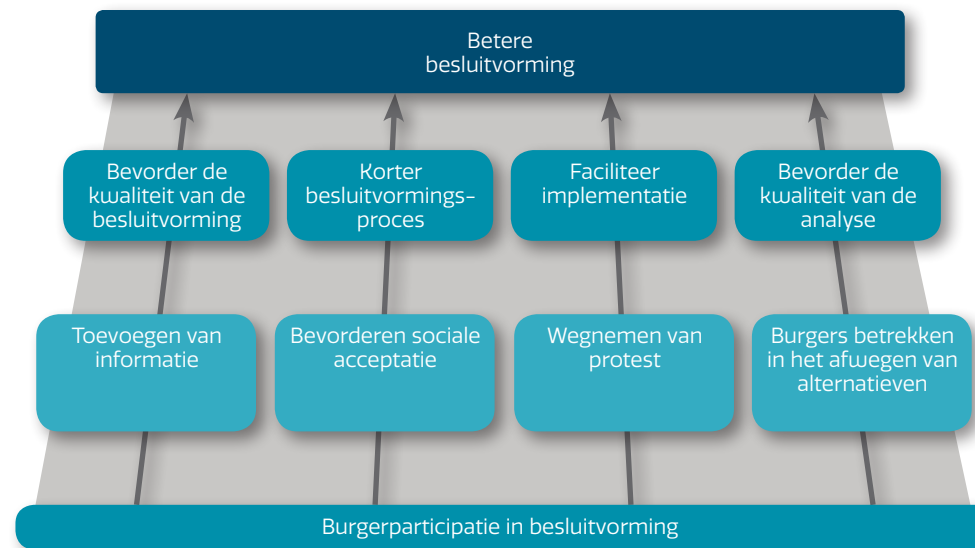 Betere
besluitvorming
Bevorder de
kwaliteit van de
besluitvorming
Korter
besluitvormings-
proces
Faciliteer
implementatie
Bevorder de
kwaliteit van de
analyse
Toevoegen van
informatie
Bevorderen sociale
acceptatie
Wegnemen van
protest
Burgers betrekken
in het afwegen van
alternatieven
Burgerparticipatie in besluitvorming